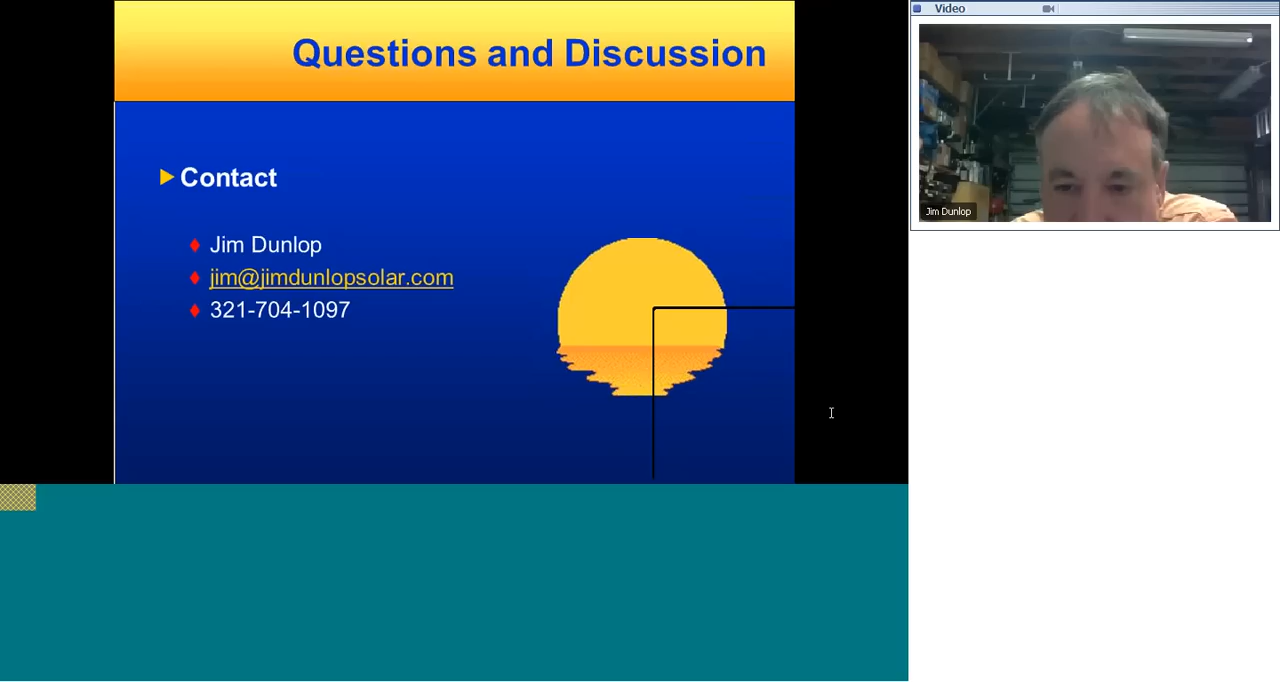 Questions and Discussion
Contact
Jim Dunlop
jim@jimdunlopsolar.com
321-704-1097
Video
Jim Dunlop